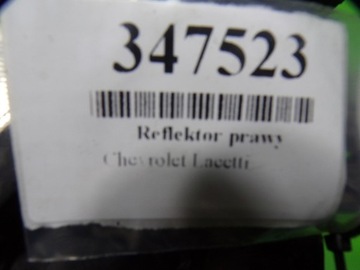 347523
Reflektor prawy
Chevrolet Lacetti